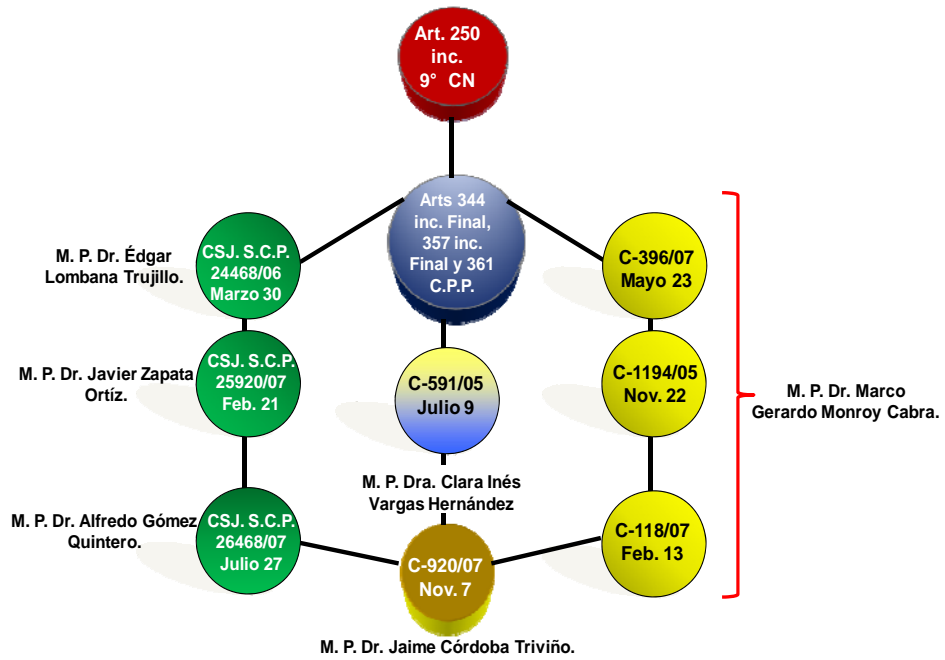 Art. 250
inc.
9° CN
Arts 344
inc. Final,
357 inc.
Final y 361
C.P.P.
M. P. Dr. Édgar
Lombana Trujillo.
CSJ. S.C.P.
24468/06
Marzo 30
C-396/07
Mayo 23
M. P. Dr. Javier Zapata
Ortíz.
CSJ. S.C.P.
25920/07
Feb. 21
C-591/05
Julio 9
C-1194/05
Nov. 22
M. P. Dr. Marco
Gerardo Monroy Cabra.
M. P. Dra. Clara Inés
Vargas Hernández
M. P. Dr. Alfredo Gómez
Quintero.
CSJ. S.C.P.
26468/07
Julio 27
C-118/07
Feb. 13
C-920/07
Nov. 7
M. P. Dr. Jaime Córdoba Triviño.